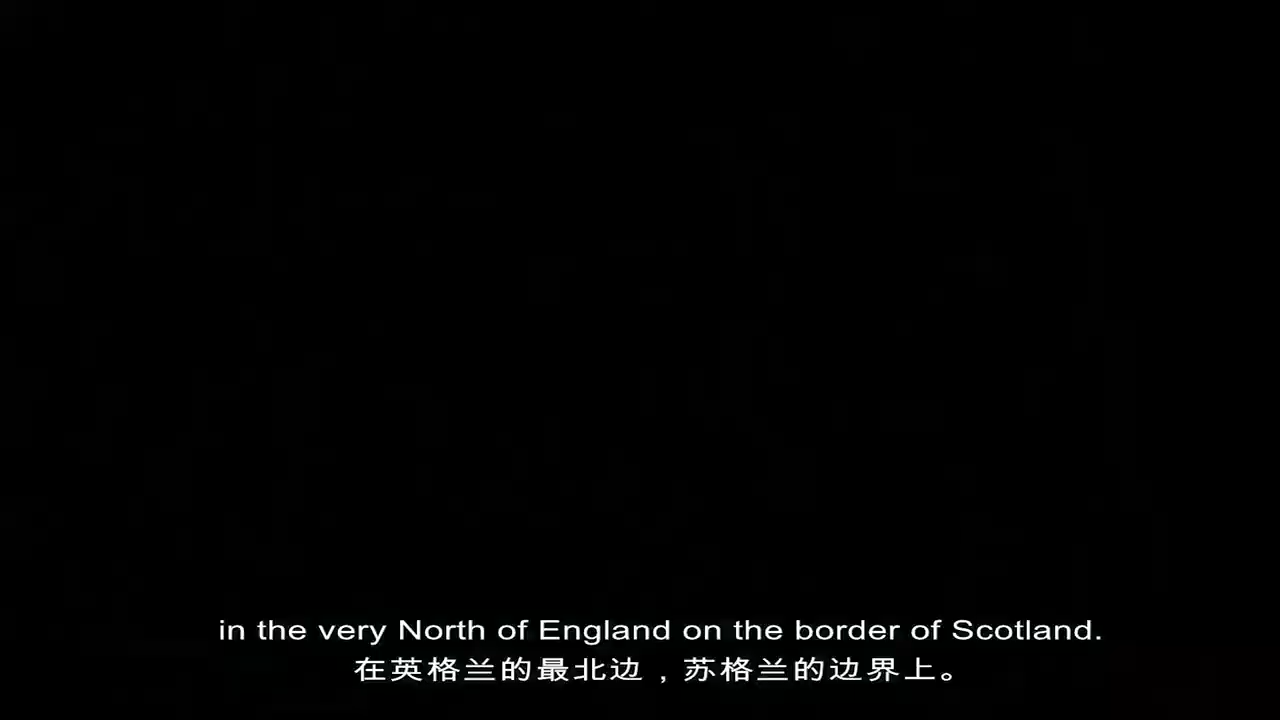 in the very North of England on the border of Scotland.
在英格兰的最北边，苏格兰的边界上。